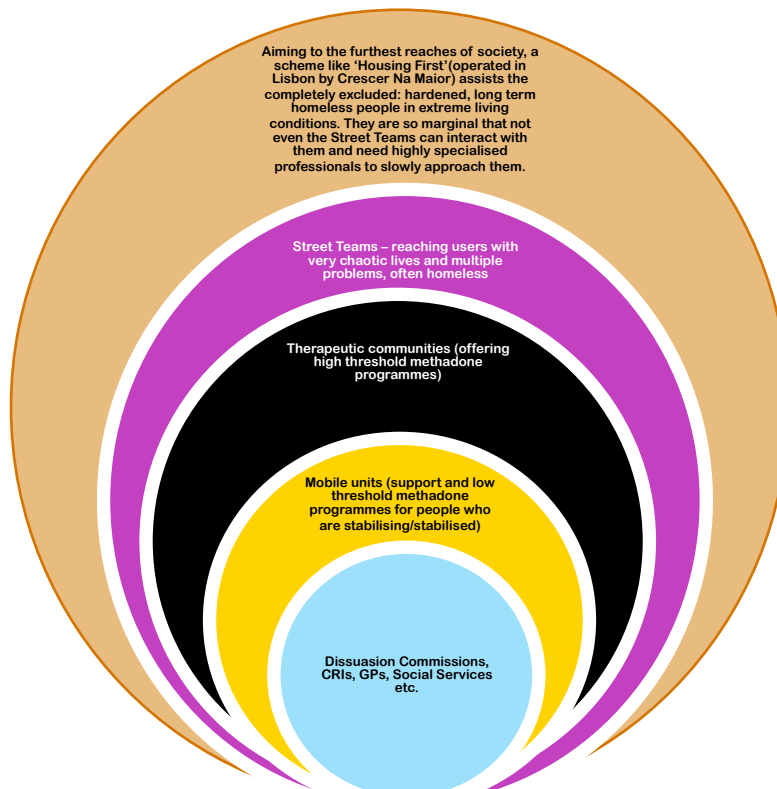 Aiming to the furthest reaches of society, a
scheme like ‘Housing First’(operated in
Lisbon by Crescer Na Maior) assists the
completely excluded: hardened, long term
homeless people in extreme living
conditions. They are so marginal that not
even the Street Teams can interact with
them and need highly specialised
professionals to slowly approach them.
Street Teams – reaching users with
very chaotic lives and multiple
problems, often homeless
Therapeutic communities (offering
high threshold methadone
programmes)
Mobile units (support and low
threshold methadone
programmes for people who
are stabilising/stabilised)
Dissuasion Commissions,
CRIs, GPs, Social Services
etc.